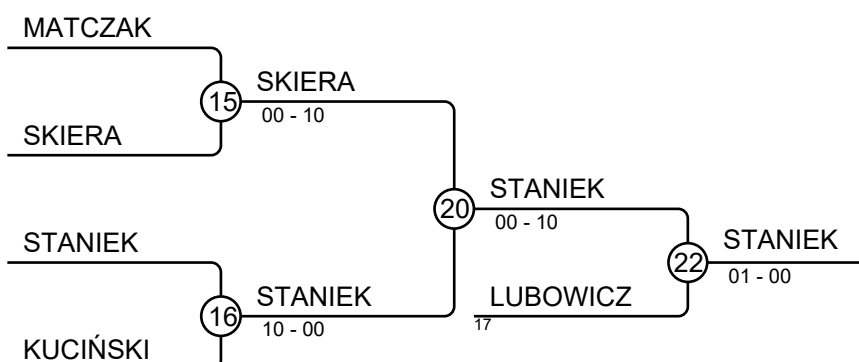 MATCZAK
15
SKIERA
00 - 10
SKIERA
20
STANIEK
00 - 10
STANIEK
22
STANIEK
01 - 00
16
STANIEK
10 - 00
LUBOWICZ
17
KUCIŃSKI